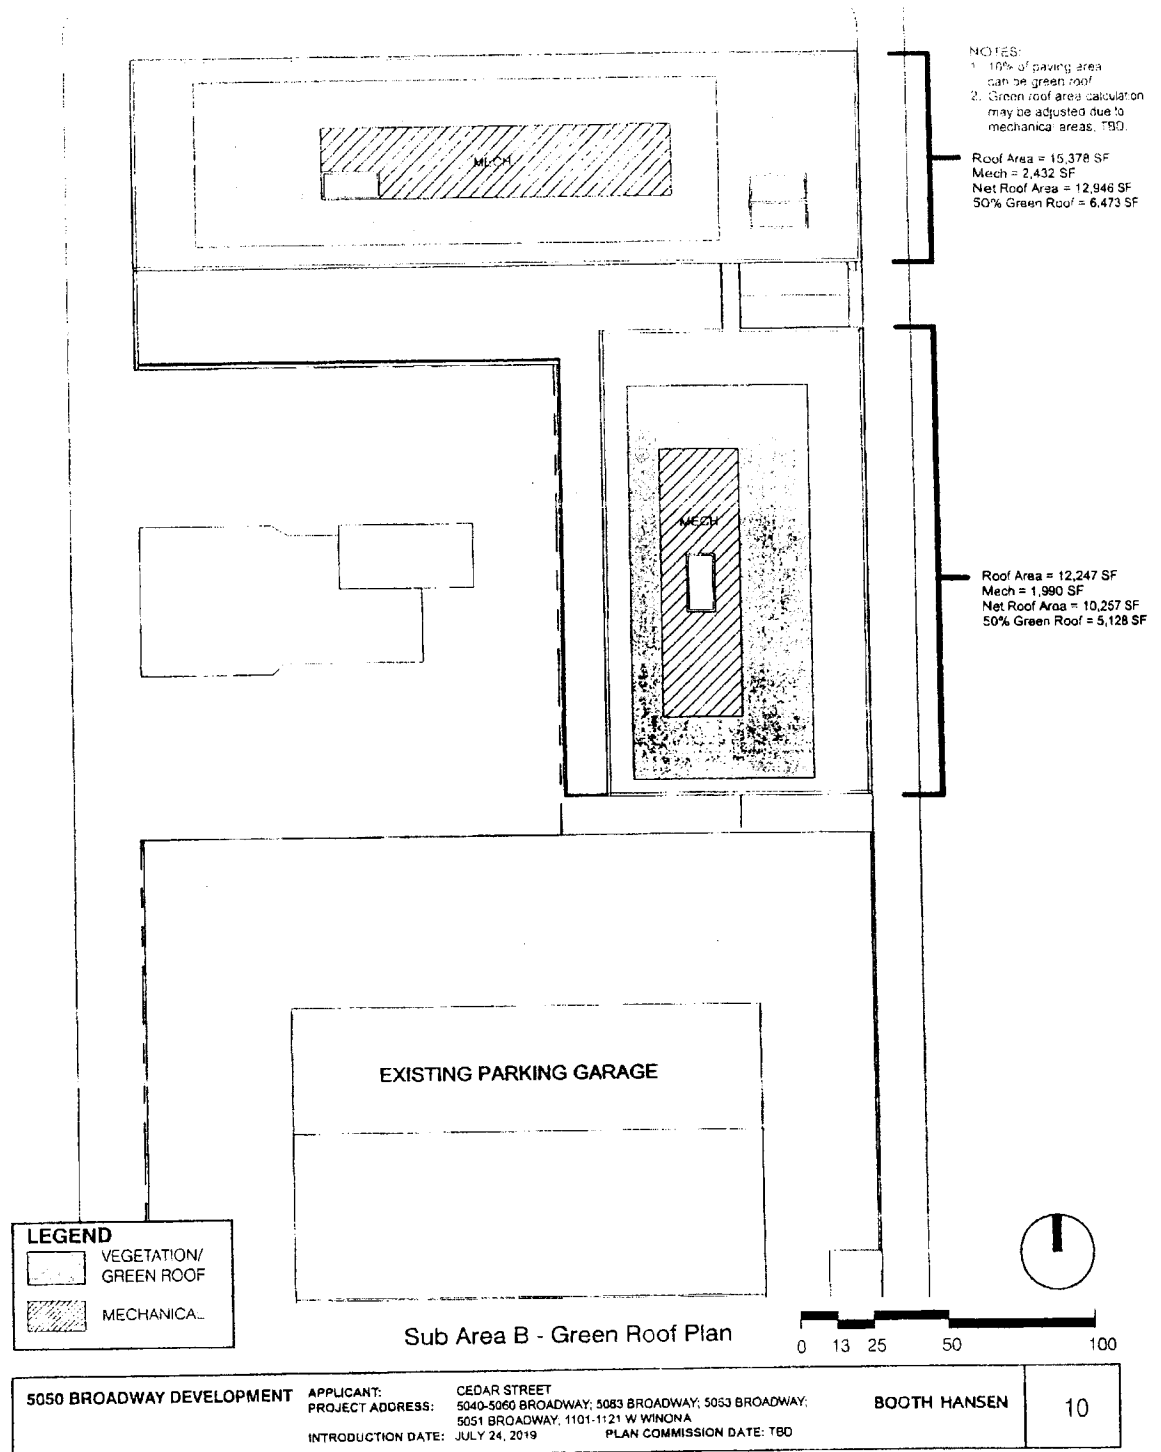 NOTES:
1. 10% of paving area
can be green roof
2. Green roof area calculation
may be adjusted due to
mechanical areas, TBD.
Roof Area = 15,378 SF
Mech = 2,432 SF
Net Roof Area = 12,946 SF
50% Green Roof = 6,473 SF
MECH
MECH
Roof Area = 12,247 SF
Mech = 1,990 SF
Net Roof Area = 10,257 SF
50% Green Roof = 5,128 SF
EXISTING PARKING GARAGE
LEGEND
VEGETATION/
GREEN ROOF
MECHANICAL
Sub Area B - Green Roof Plan
0 13 25 50 100
5050 BROADWAY DEVELOPMENT
APPLICANT: CEDAR STREET
PROJECT ADDRESS: 5040-5060 BROADWAY; 5063 BROADWAY; 5053 BROADWAY;
5051 BROADWAY, 1101-1121 W WINONA
INTRODUCTION DATE: JULY 24, 2019 PLAN COMMISSION DATE: TBD
BOOTH HANSEN
10